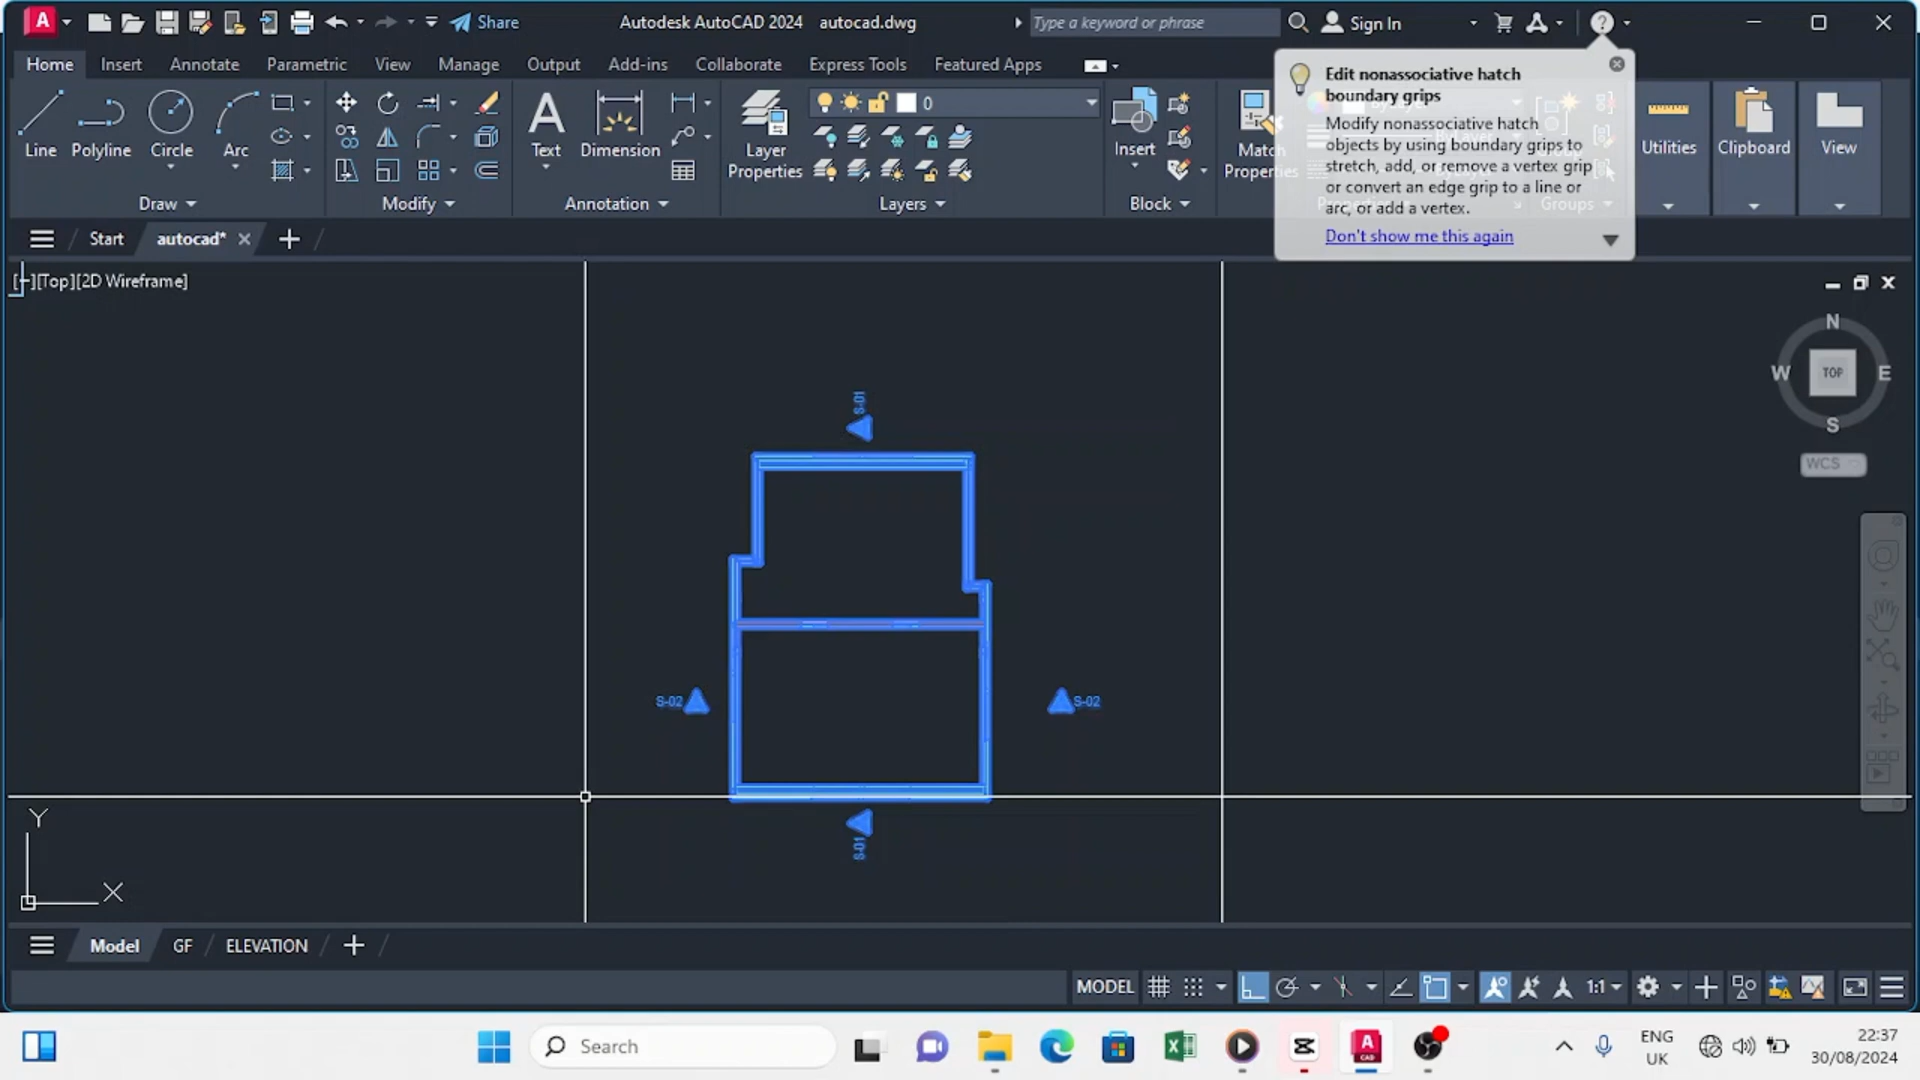 Share
Autodesk AutoCAD 2024 autocad.dwg
Type a keyword or phrase
Sign In
Home Insert Annotate Parametric View Manage Output Add-ins Collaborate Express Tools Featured Apps
Line Polyline Circle Arc
Draw
Modify
Text Dimension
Annotation
Layer Properties
0
Layers
Insert
Block
Match Properties
Groups
Utilities
Clipboard
View
Edit nonassociative hatch
boundary grips
Modify nonassociative hatch
objects by using boundary grips to
stretch, add, or remove a vertex grip
or convert an edge grip to a line or
arc, or add a vertex.
Don't show me this again
Start autocad*
[-][Top][2D Wireframe]
N
W TOP E
S
WCS
S-01
S-02 S-02
S-01
Y
X
Model GF ELEVATION
MODEL 1:1
Search
A CAD
ENG
UK
22:37
30/08/2024